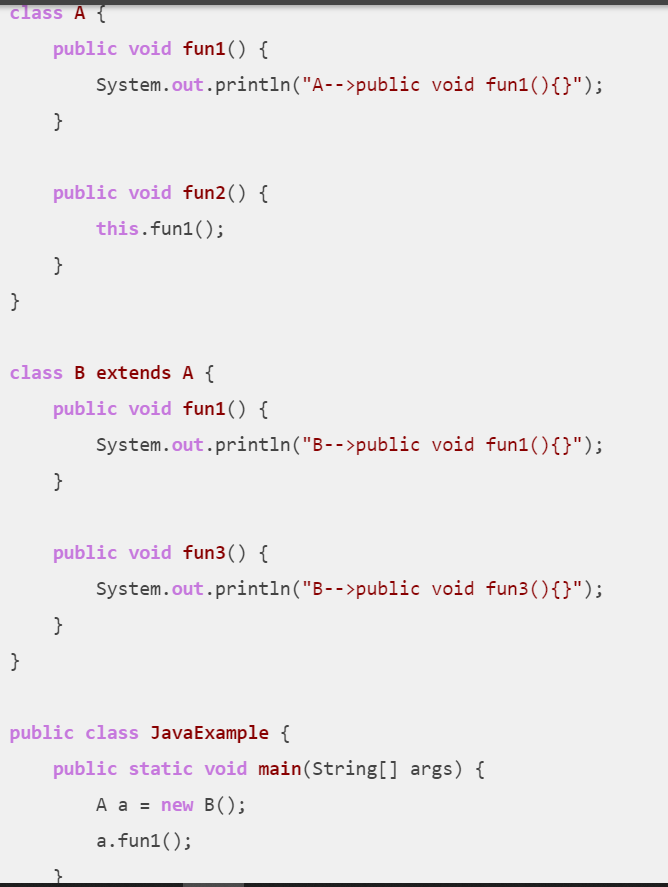 class A {
    public void fun1() {
        System.out.println("A-->public void fun1(){}");
    }

    public void fun2() {
        this.fun1();
    }
}

class B extends A {
    public void fun1() {
        System.out.println("B-->public void fun1(){}");
    }

    public void fun3() {
        System.out.println("B-->public void fun3(){}");
    }
}

public class JavaExample {
    public static void main(String[] args) {
        A a = new B();
        a.fun1();
    }